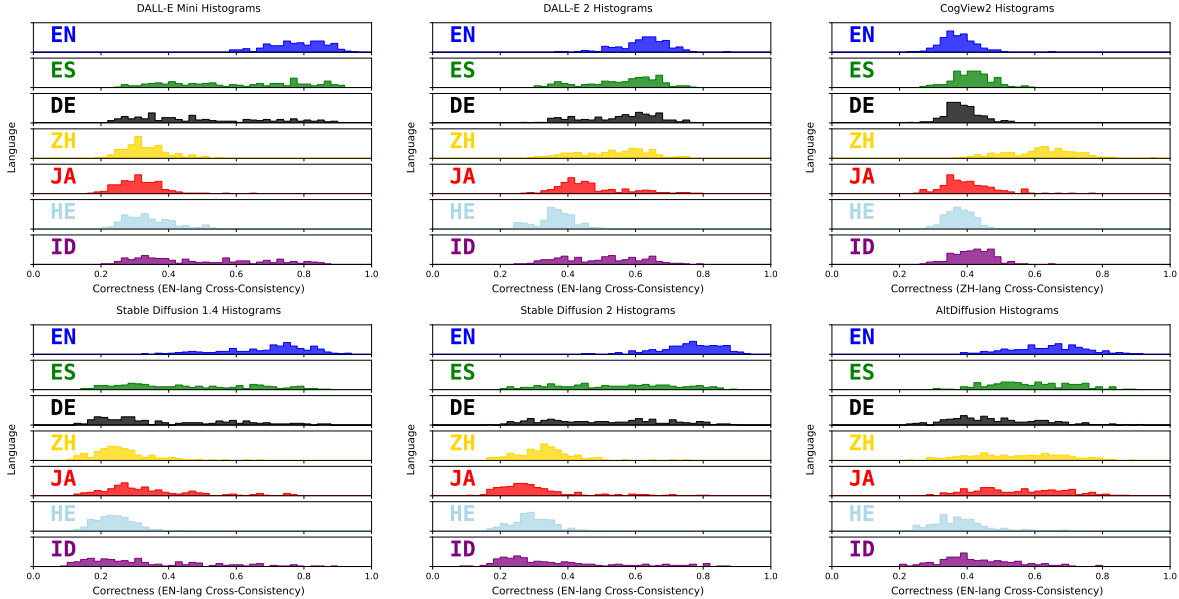 DALL-E Mini Histograms
Language
EN
ES
DE
ZH
JA
HE
ID
0.0 0.2 0.4 0.6 0.8 1.0
Correctness (EN-lang Cross-Consistency)
DALL-E 2 Histograms
EN
ES
DE
ZH
JA
HE
ID
0.0 0.2 0.4 0.6 0.8 1.0
Correctness (EN-lang Cross-Consistency)
CogView2 Histograms
Language
EN
ES
DE
ZH
JA
HE
ID
0.0 0.2 0.4 0.6 0.8 1.0
Correctness (ZH-lang Cross-Consistency)
Stable Diffusion 1.4 Histograms
Language
EN
ES
DE
ZH
JA
HE
ID
0.0 0.2 0.4 0.6 0.8 1.0
Correctness (EN-lang Cross-Consistency)
Stable Diffusion 2 Histograms
Language
EN
ES
DE
ZH
JA
HE
ID
0.0 0.2 0.4 0.6 0.8 1.0
Correctness (EN-lang Cross-Consistency)
AltDiffusion Histograms
Language
EN
ES
DE
ZH
JA
HE
ID
0.0 0.2 0.4 0.6 0.8 1.0
Correctness (EN-lang Cross-Consistency)